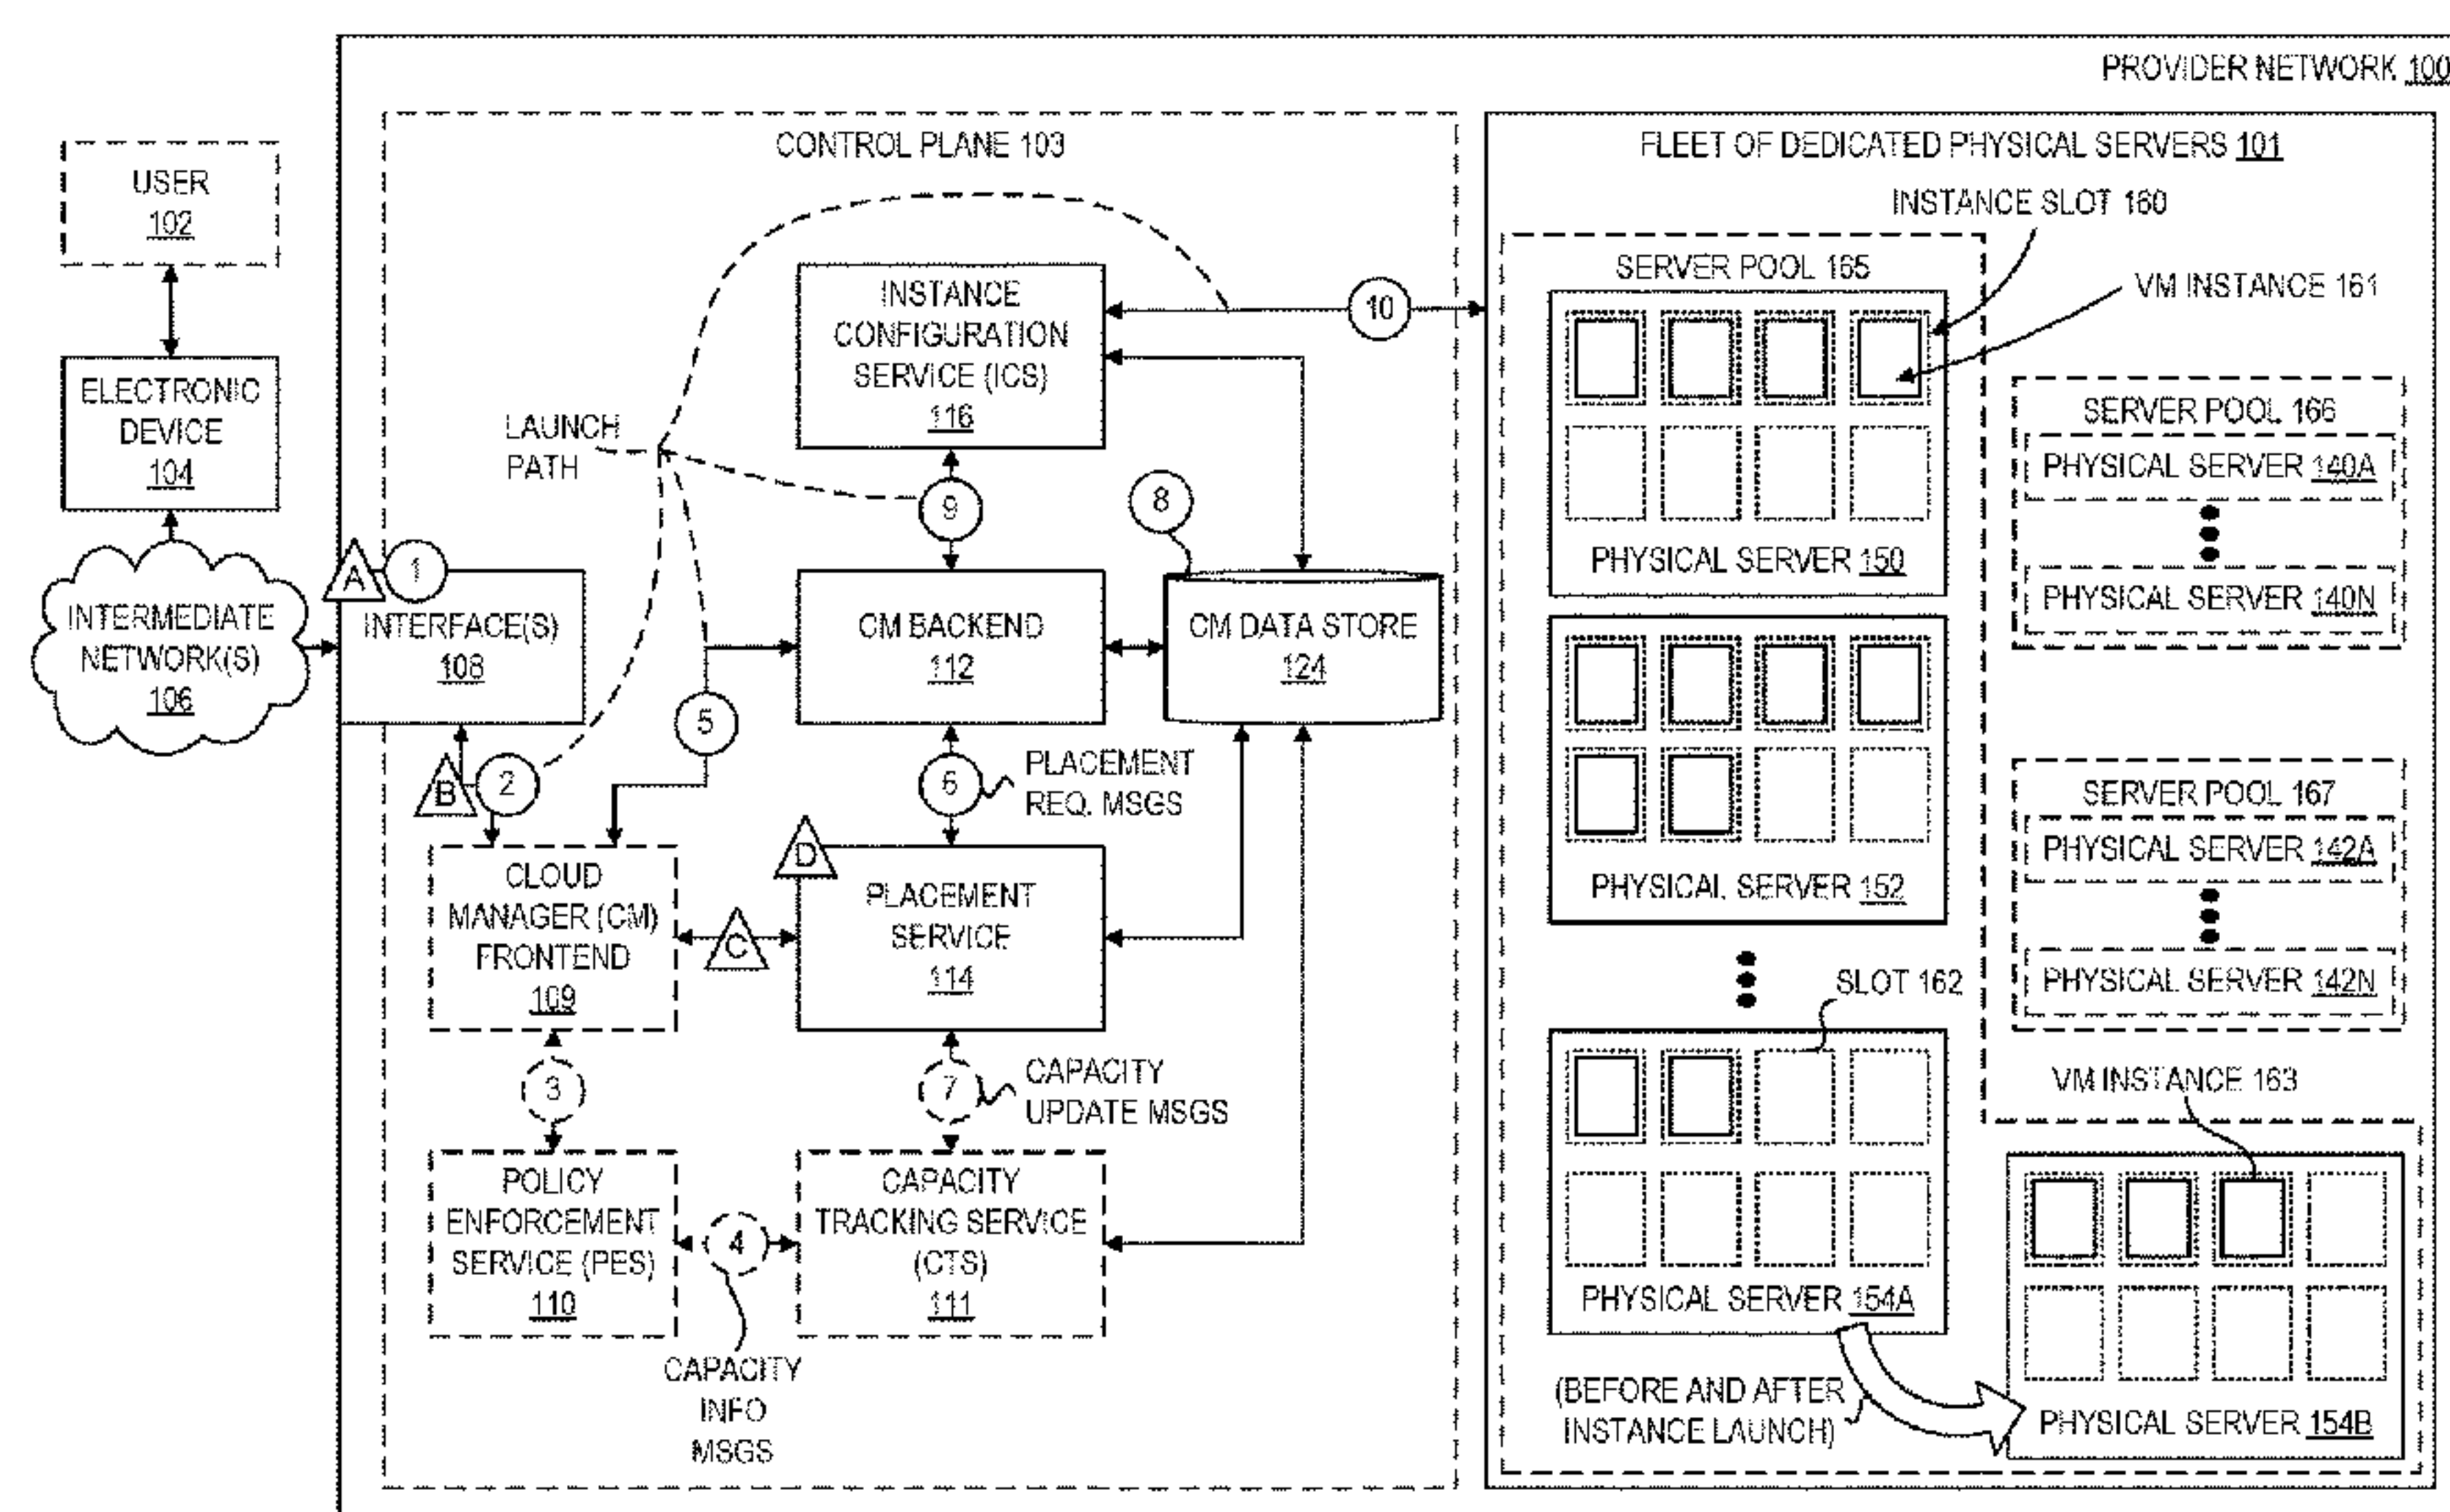 PROVIDER NETWORK 100
CONTROL PLANE 103
FLEET OF DEDICATED PHYSICAL SERVERS 101
USER
102
ELECTRONIC
DEVICE
104
INTERMEDIATE
NETWORK(S)
106
A
1
INTERFACE(S)
108
LAUNCH
PATH
INSTANCE
CONFIGURATION
SERVICE (ICS)
116
10
9
8
CM BACKEND
112
CM DATA STORE
124
5
B
2
6
PLACEMENT
REQ. MSGS
CLOUD
MANAGER (CM)
FRONTEND
109
C
D
PLACEMENT
SERVICE
114
3
7
CAPACITY
UPDATE MSGS
POLICY
ENFORCEMENT
SERVICE (PES)
110
4
CAPACITY
TRACKING SERVICE
(CTS)
111
CAPACITY
INFO
MSGS
INSTANCE SLOT 160
SERVER POOL 165
VM INSTANCE 161
PHYSICAL SERVER 150
PHYSICAL SERVER 152
SLOT 162
PHYSICAL SERVER 154A
(BEFORE AND AFTER
INSTANCE LAUNCH)
SERVER POOL 166
PHYSICAL SERVER 140A
PHYSICAL SERVER 140N
SERVER POOL 167
PHYSICAL SERVER 142A
PHYSICAL SERVER 142N
VM INSTANCE 163
PHYSICAL SERVER 154B